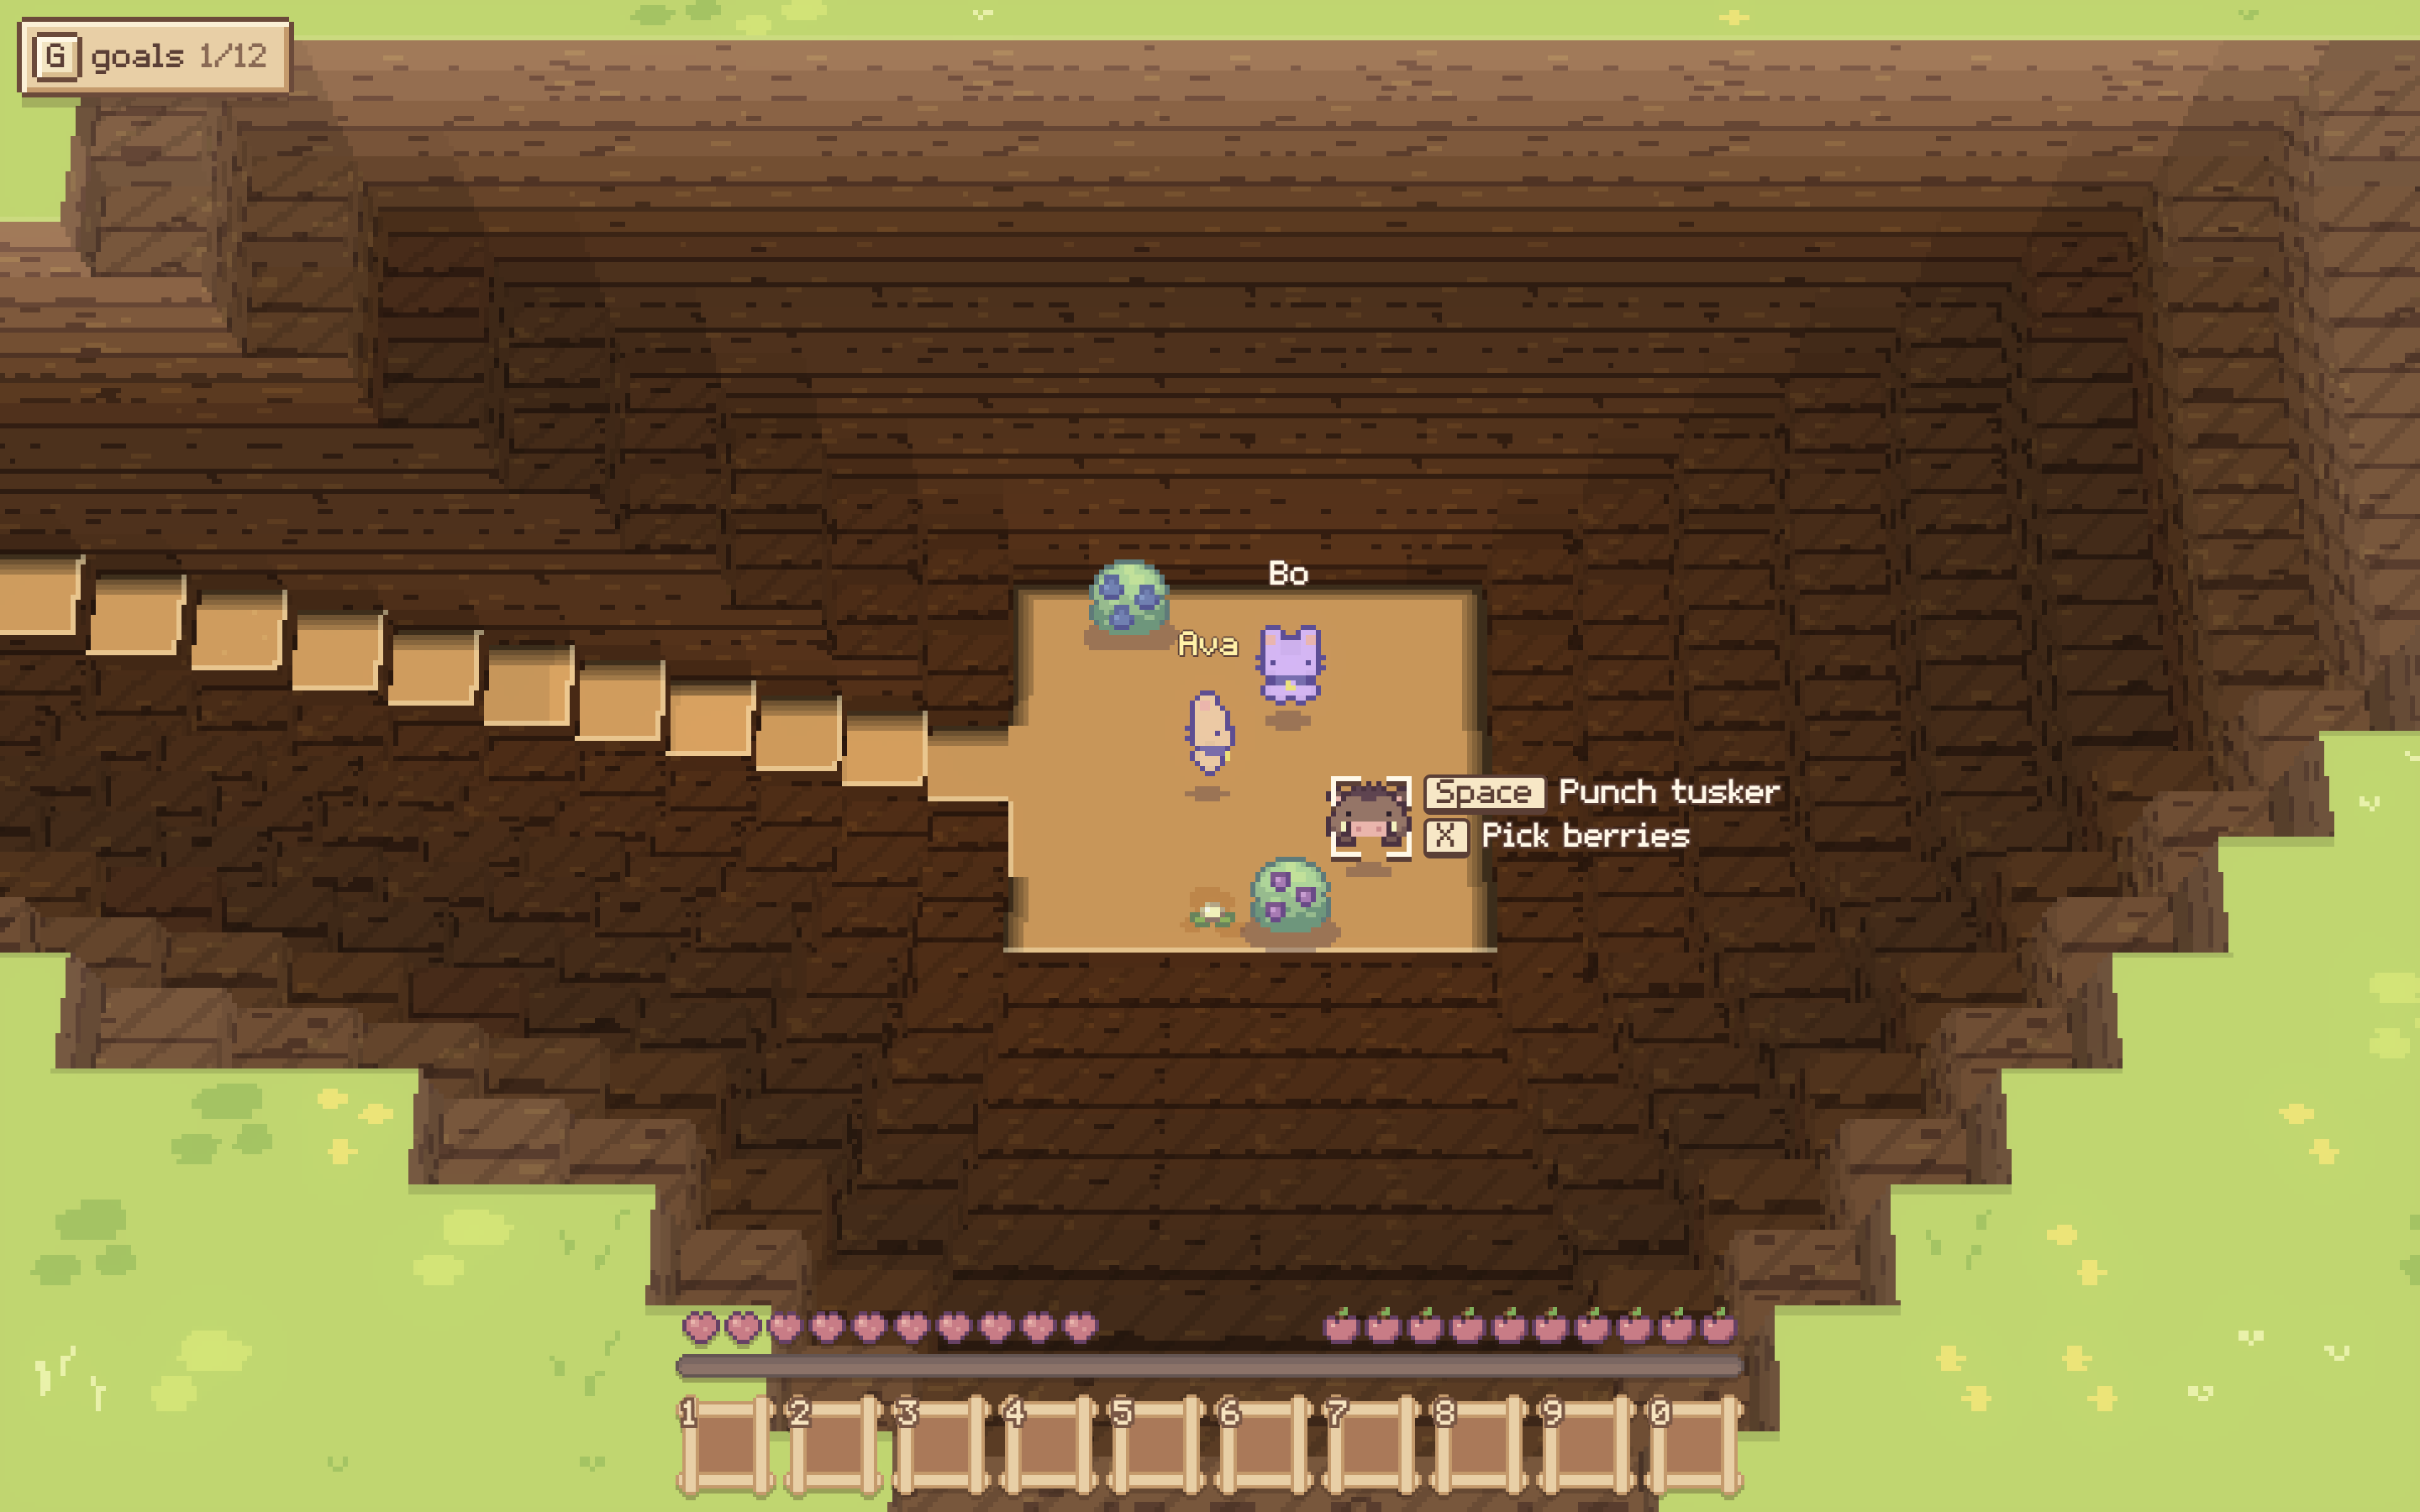 G goals 1/12
Bo
Ava
Space Punch tusker
X Pick berries
1 2 3 4 5 6 7 8 9 0